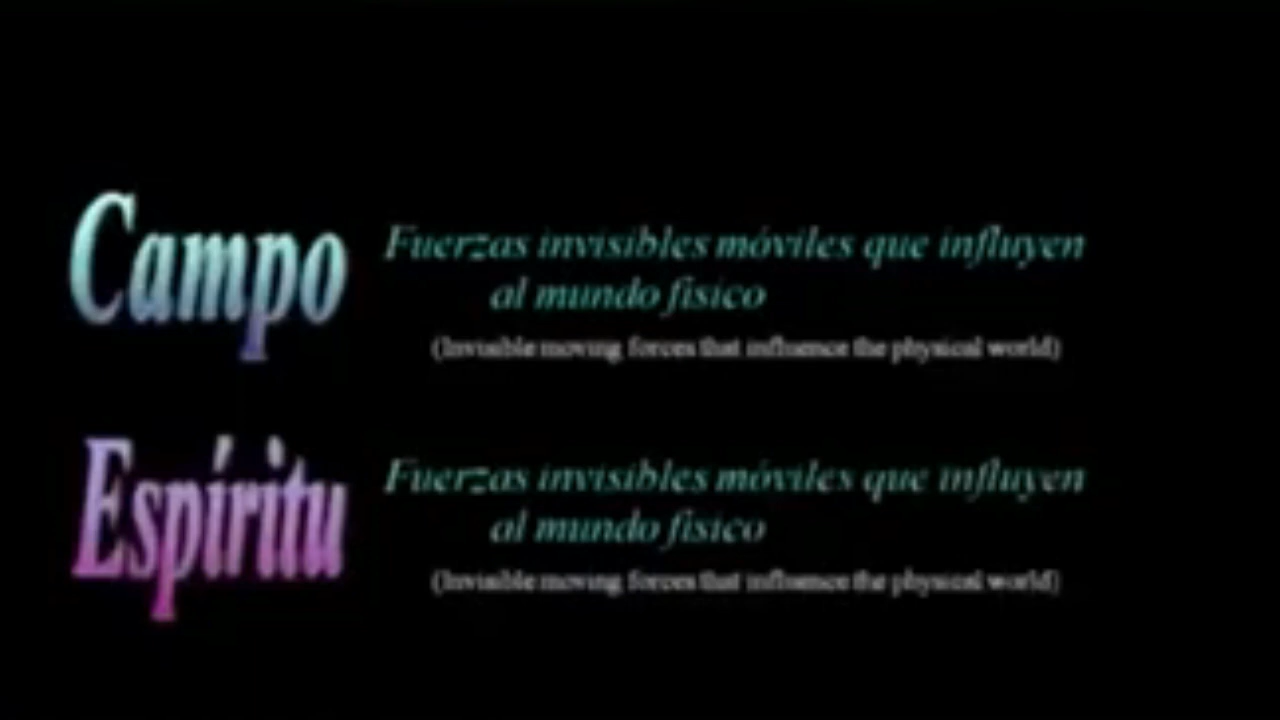 Campo
Fuerzas invisibles móviles que influyen
al mundo físico
(Invisible moving forces that influence the physical world)
Espíritu
Fuerzas invisibles móviles que influyen
al mundo físico
(Invisible moving forces that influence the physical world)